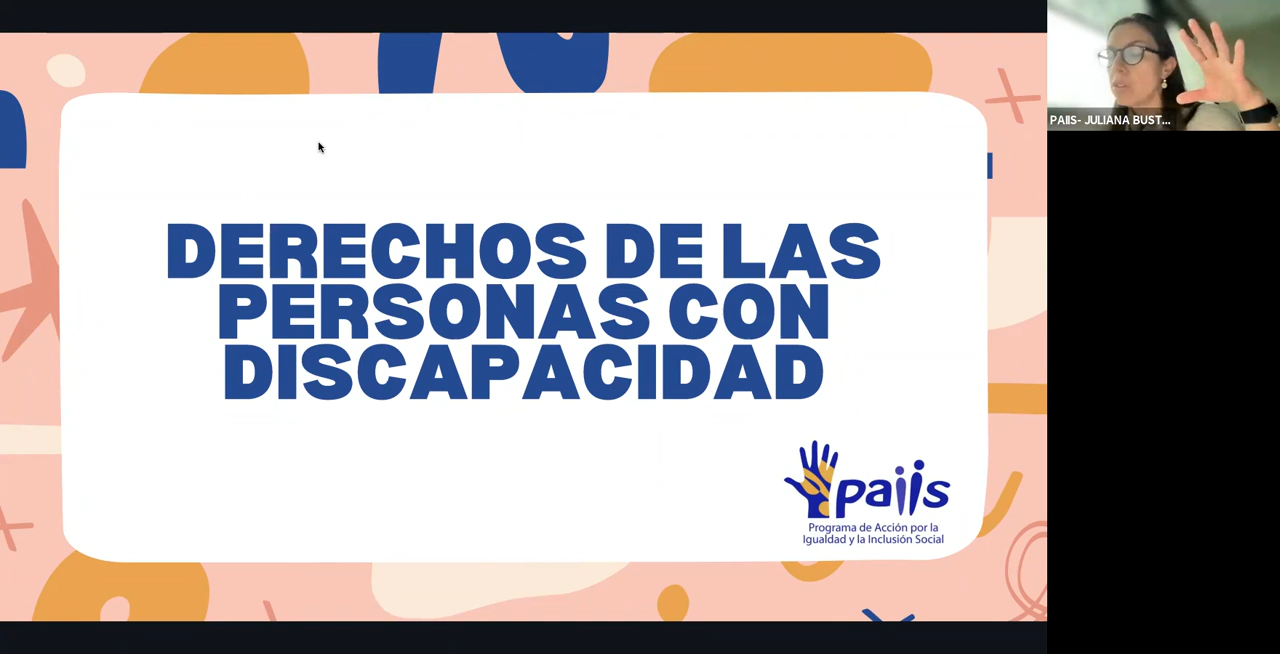 DERECHOS DE LAS
PERSONAS CON
DISCAPACIDAD
paiis
Programa de Acción por la
Igualdad y la Inclusión Social
PAIIS- JULIANA BUST...